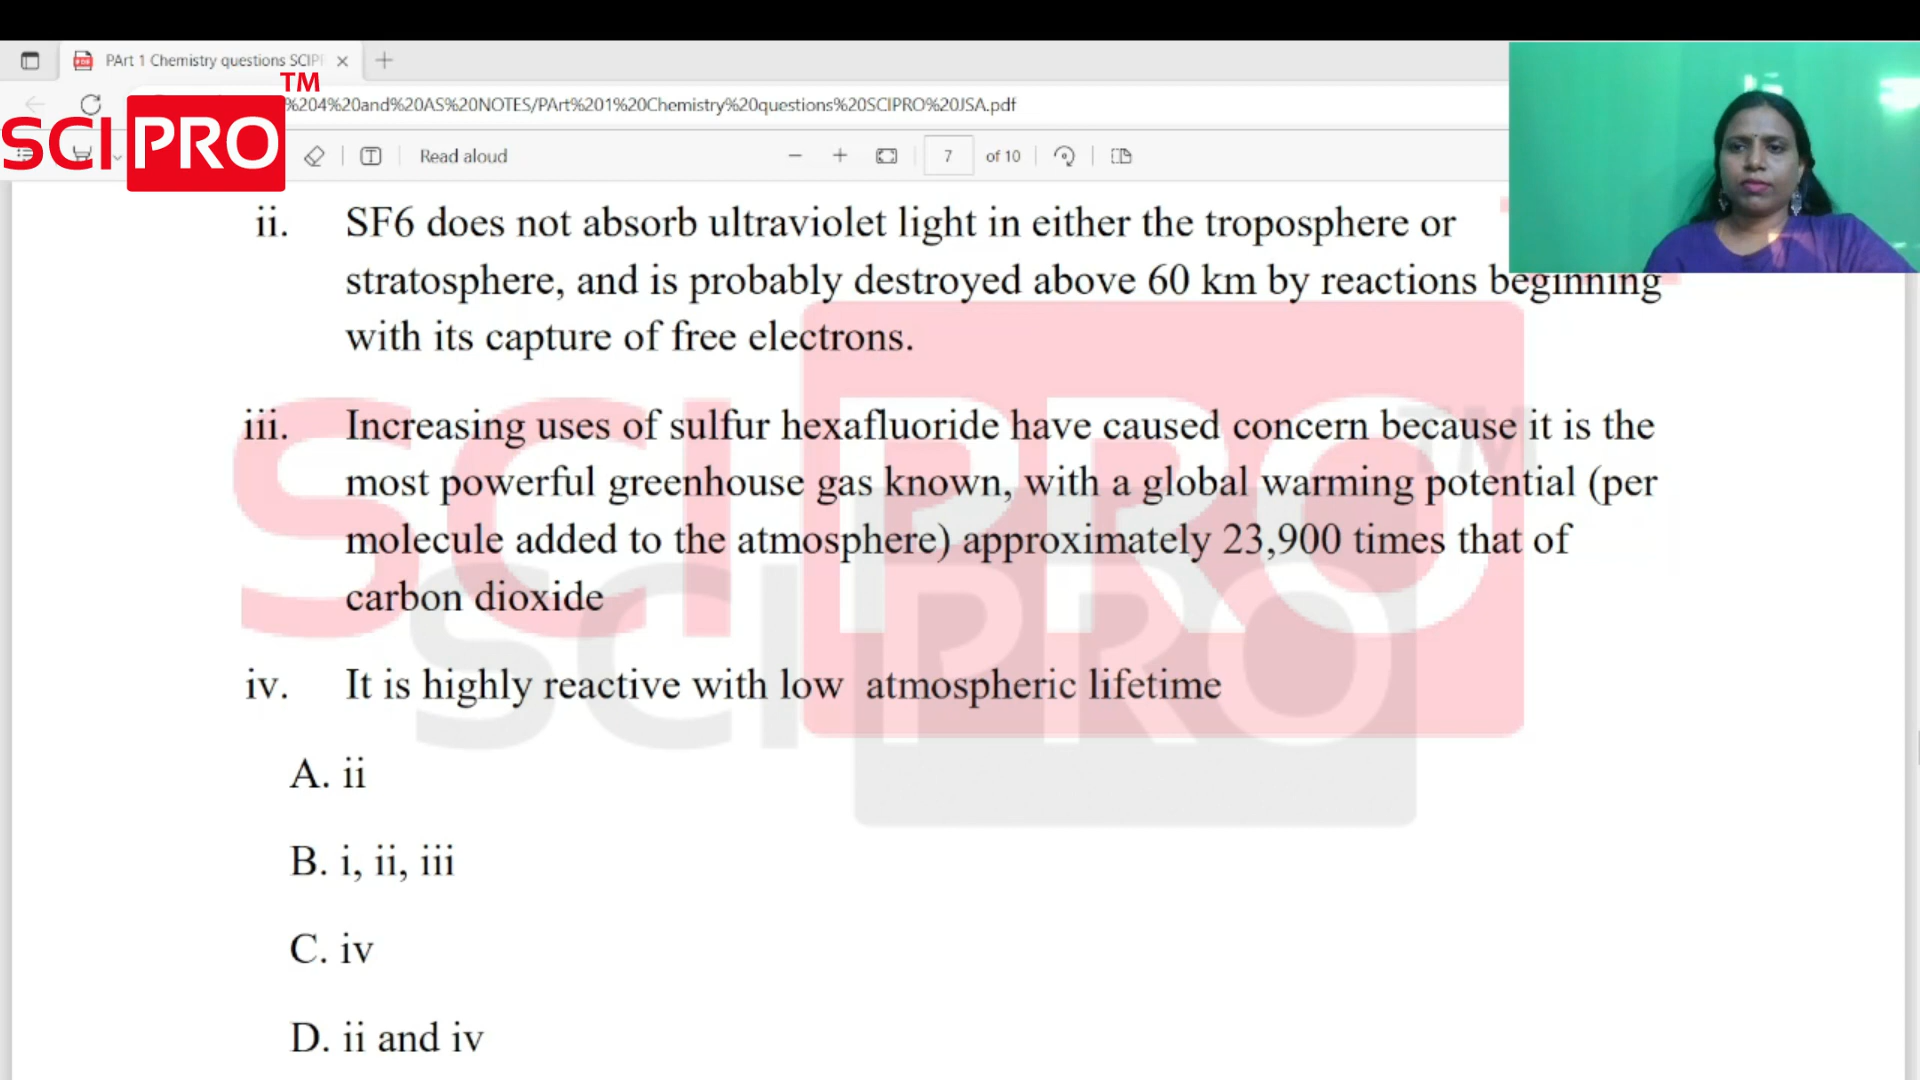 PArt 1 Chemistry questions SCIP
TM
%204%20and%20AS%20NOTES/PArt%201%20Chemistry%20questions%20SCIPRO%20JSA.pdf
SCI PRO
Read aloud
7 of 10
ii. SF6 does not absorb ultraviolet light in either the troposphere or
stratosphere, and is probably destroyed above 60 km by reactions beginning
with its capture of free electrons.
iii. Increasing uses of sulfur hexafluoride have caused concern because it is the
most powerful greenhouse gas known, with a global warming potential (per
molecule added to the atmosphere) approximately 23,900 times that of
carbon dioxide
iv. It is highly reactive with low atmospheric lifetime
SCI PRO TM
SCI PRO
A. ii
B. i, ii, iii
C. iv
D. ii and iv